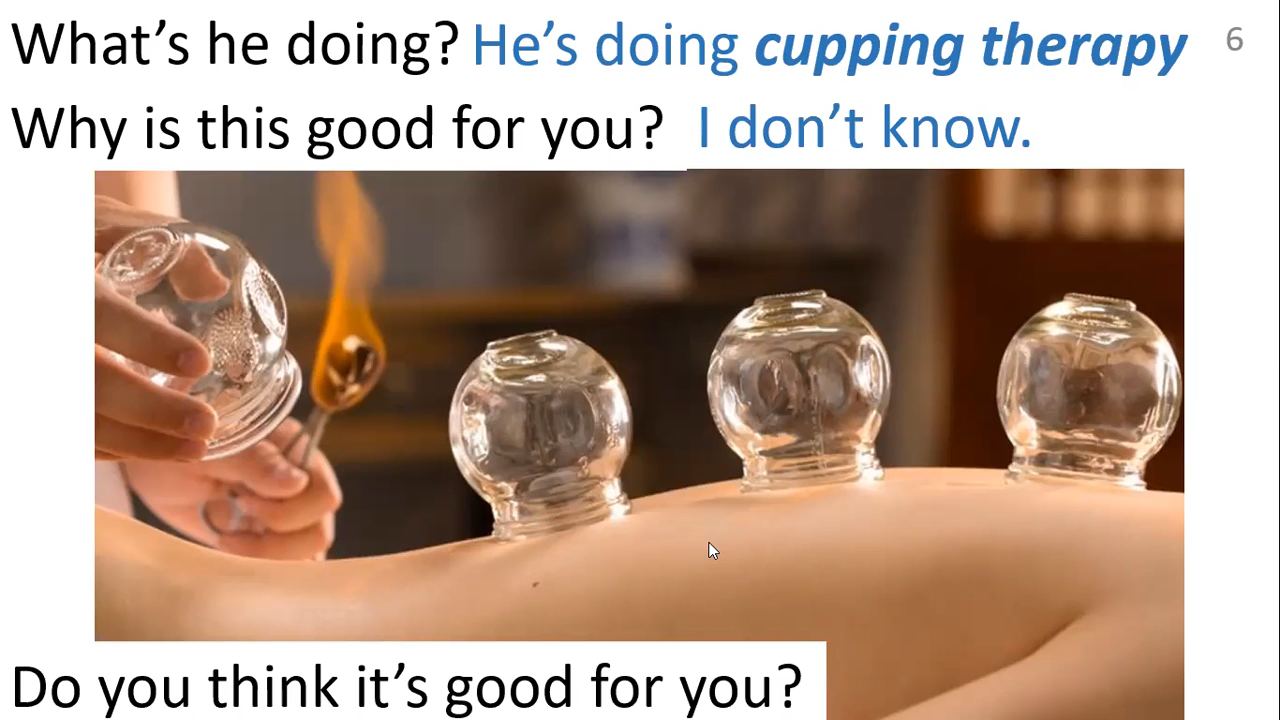 What's he doing? He's doing cupping therapy 6
Why is this good for you? I don't know.
Do you think it's good for you?